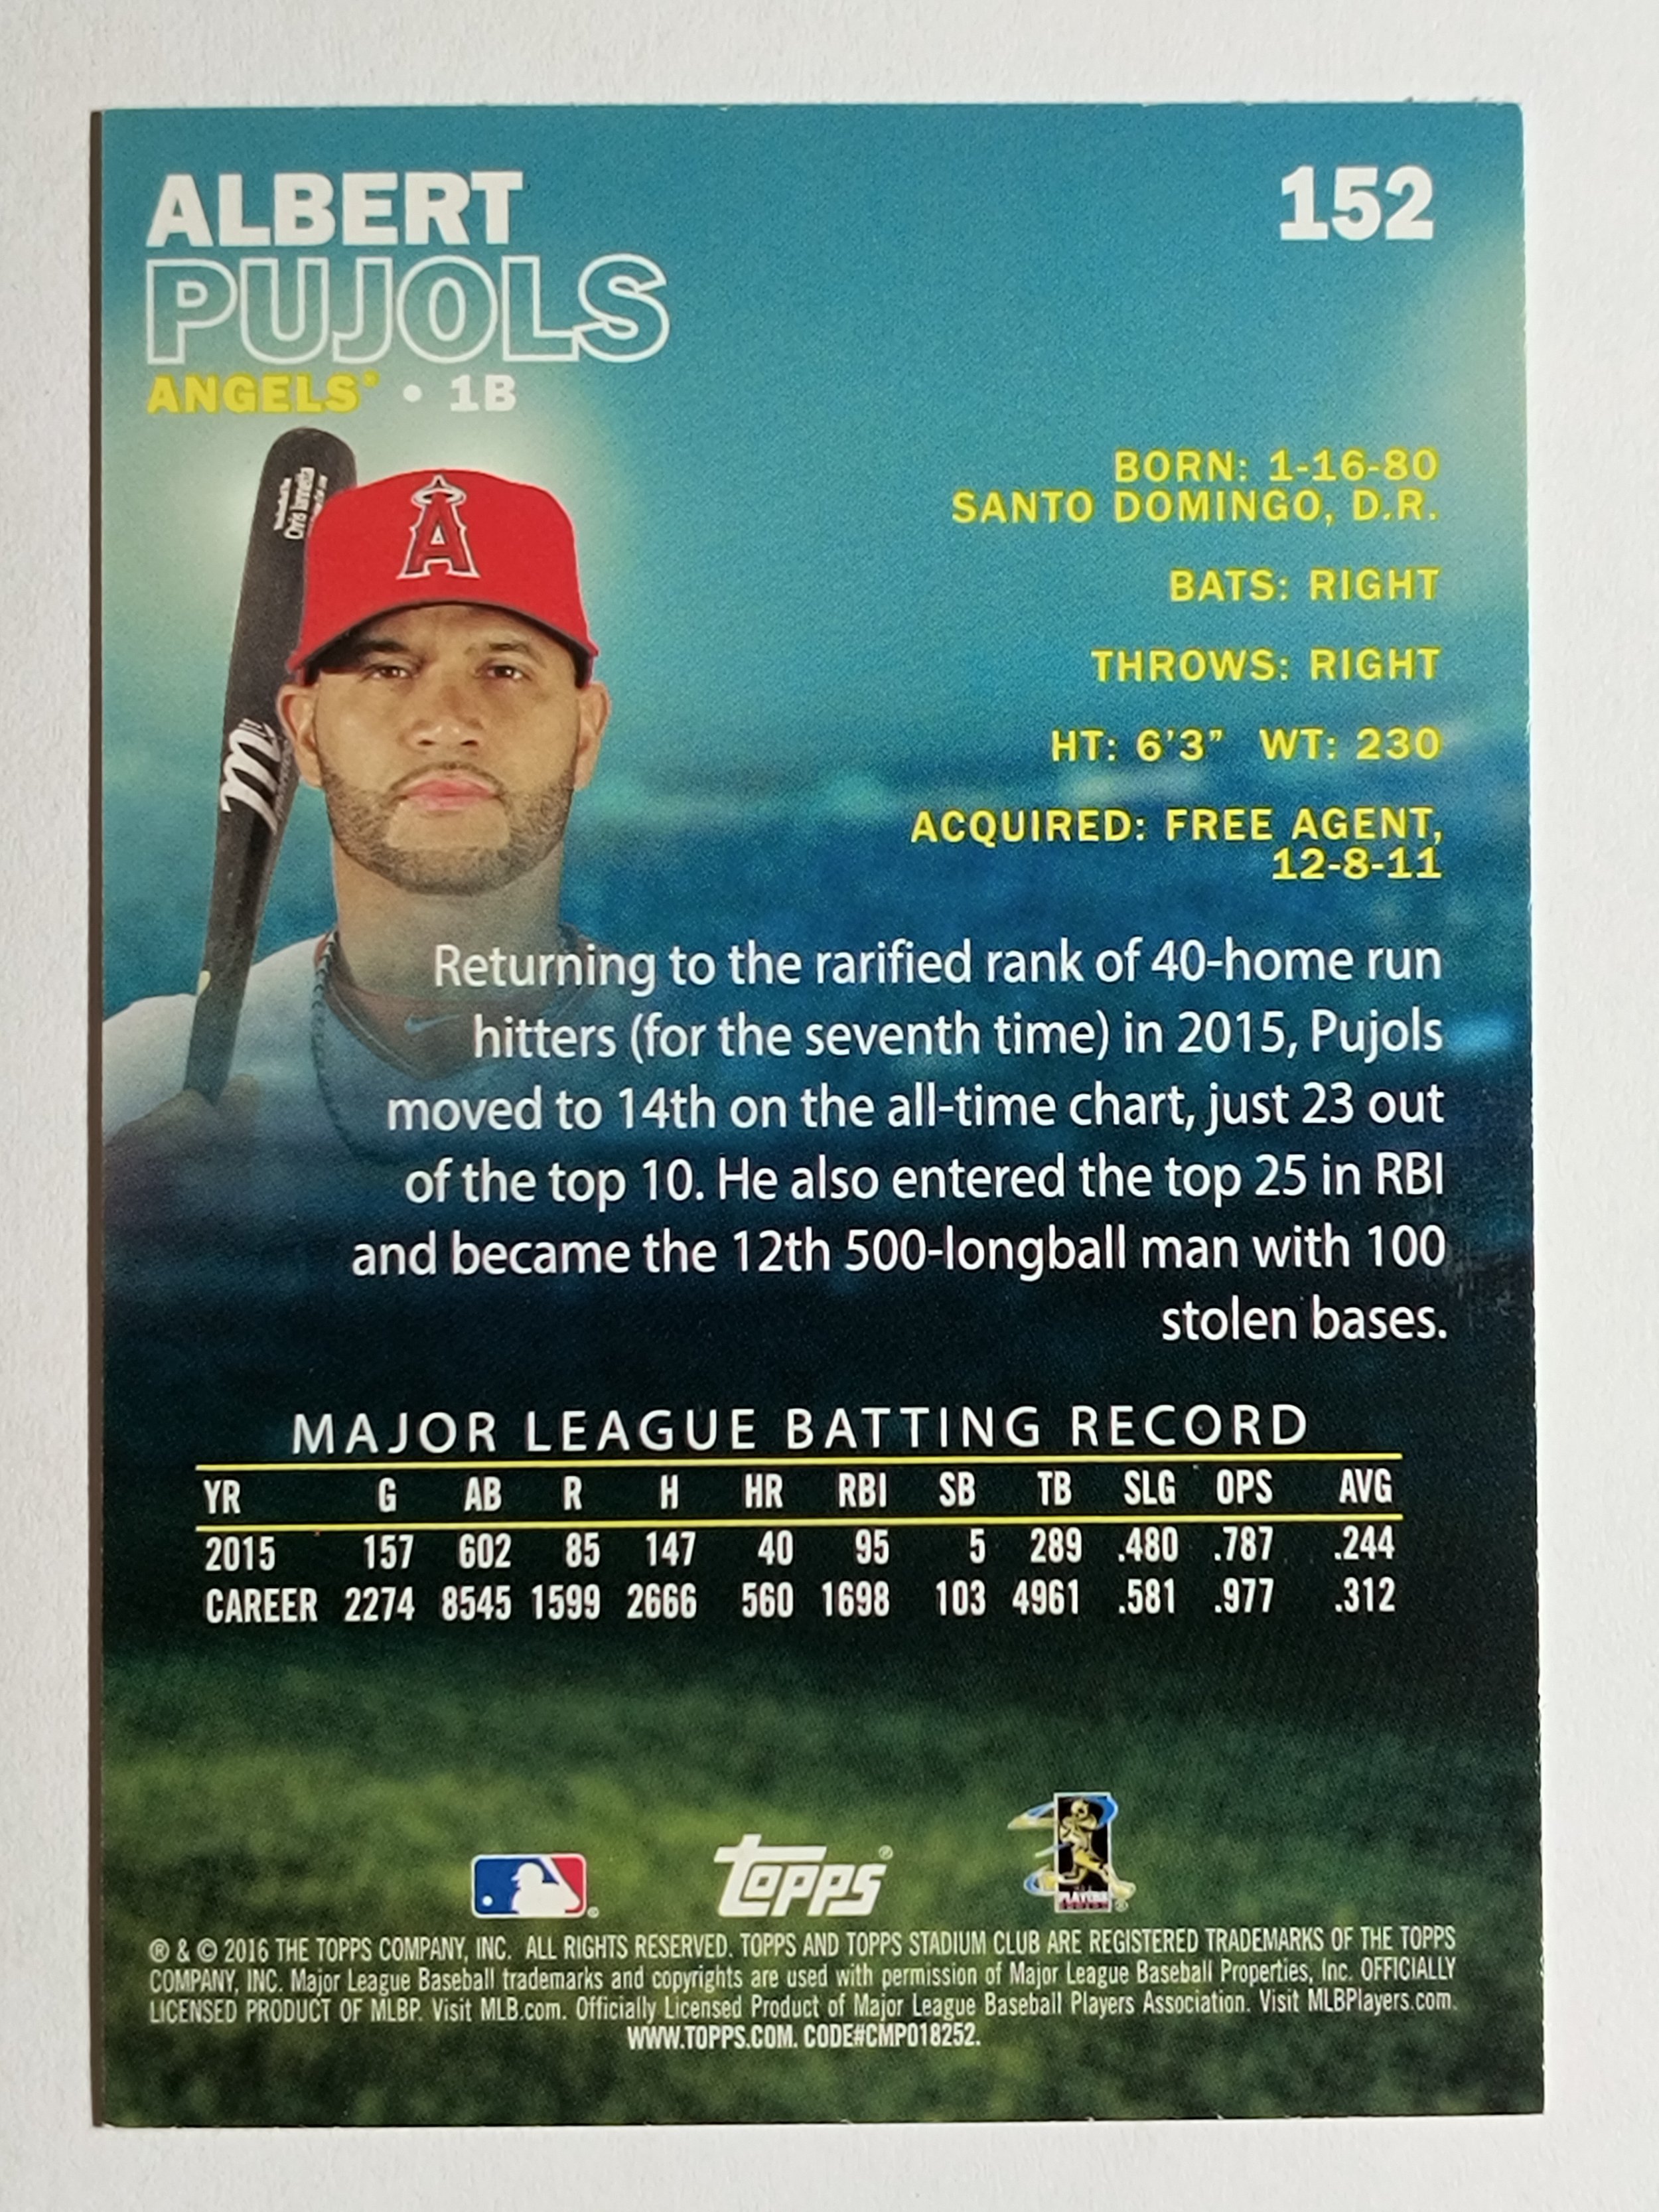 ALBERT
PUJOLS
ANGELS® • 1B
152
Chris Iannetta
A
m
BORN: 1-16-80
SANTO DOMINGO, D.R.
BATS: RIGHT
THROWS: RIGHT
HT: 6'3" WT: 230
ACQUIRED: FREE AGENT,
12-8-11
Returning to the rarified rank of 40-home run
hitters (for the seventh time) in 2015, Pujols
moved to 14th on the all-time chart, just 23 out
of the top 10. He also entered the top 25 in RBI
and became the 12th 500-longball man with 100
stolen bases.
MAJOR LEAGUE BATTING RECORD
YR G AB R H HR RBI SB TB SLG OPS AVG
2015 157 602 85 147 40 95 5 289 .480 .787 .244
CAREER 2274 8545 1599 2666 560 1698 103 4961 .581 .977 .312
topps®
PLAYERS
® & © 2016 THE TOPPS COMPANY, INC. ALL RIGHTS RESERVED. TOPPS AND TOPPS STADIUM CLUB ARE REGISTERED TRADEMARKS OF THE TOPPS
COMPANY, INC. Major League Baseball trademarks and copyrights are used with permission of Major League Baseball Properties, Inc. OFFICIALLY
LICENSED PRODUCT OF MLBP. Visit MLB.com. Officially Licensed Product of Major League Baseball Players Association. Visit MLBPlayers.com.
WWW.TOPPS.COM. CODE#CMP018252.